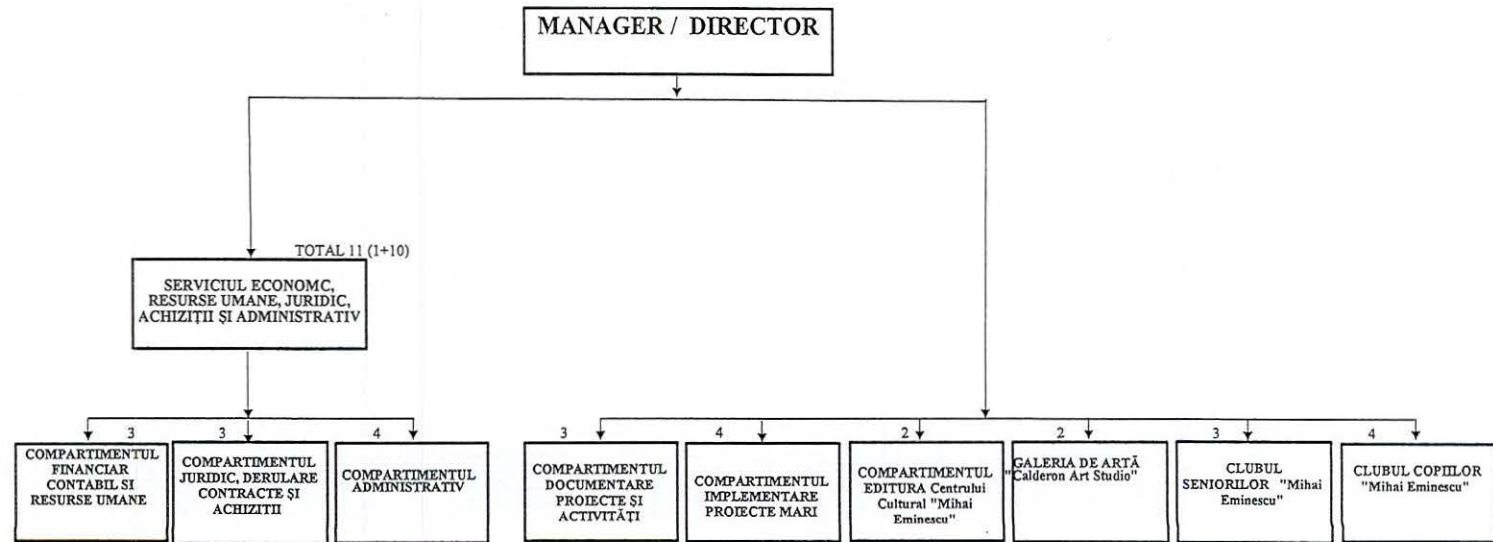 MANAGER / DIRECTOR
TOTAL 11 (1+10)
SERVICIUL ECONOMC,
RESURSE UMANE, JURIDIC,
ACHIZIȚII ȘI ADMINISTRATIV
3
COMPARTIMENTUL
FINANCIAR
CONTABIL SI
RESURSE UMANE
3
COMPARTIMENTUL
JURIDIC, DERULARE
CONTRACTE ȘI
ACHIZITII
4
COMPARTIMENTUL
ADMINISTRATIV
3
COMPARTIMENTUL
DOCUMENTARE
PROIECTE ȘI
ACTIVITĂȚI
4
COMPARTIMENTUL
IMPLEMENTARE
PROIECTE MARI
2
COMPARTIMENTUL
EDITURA Centrului
Cultural "Mihai
Eminescu"
2
GALERIA DE ARTĂ
"Calderon Art Studio"
3
CLUBUL
SENIORILOR "Mihai
Eminescu"
4
CLUBUL COPIILOR
"Mihai Eminescu"